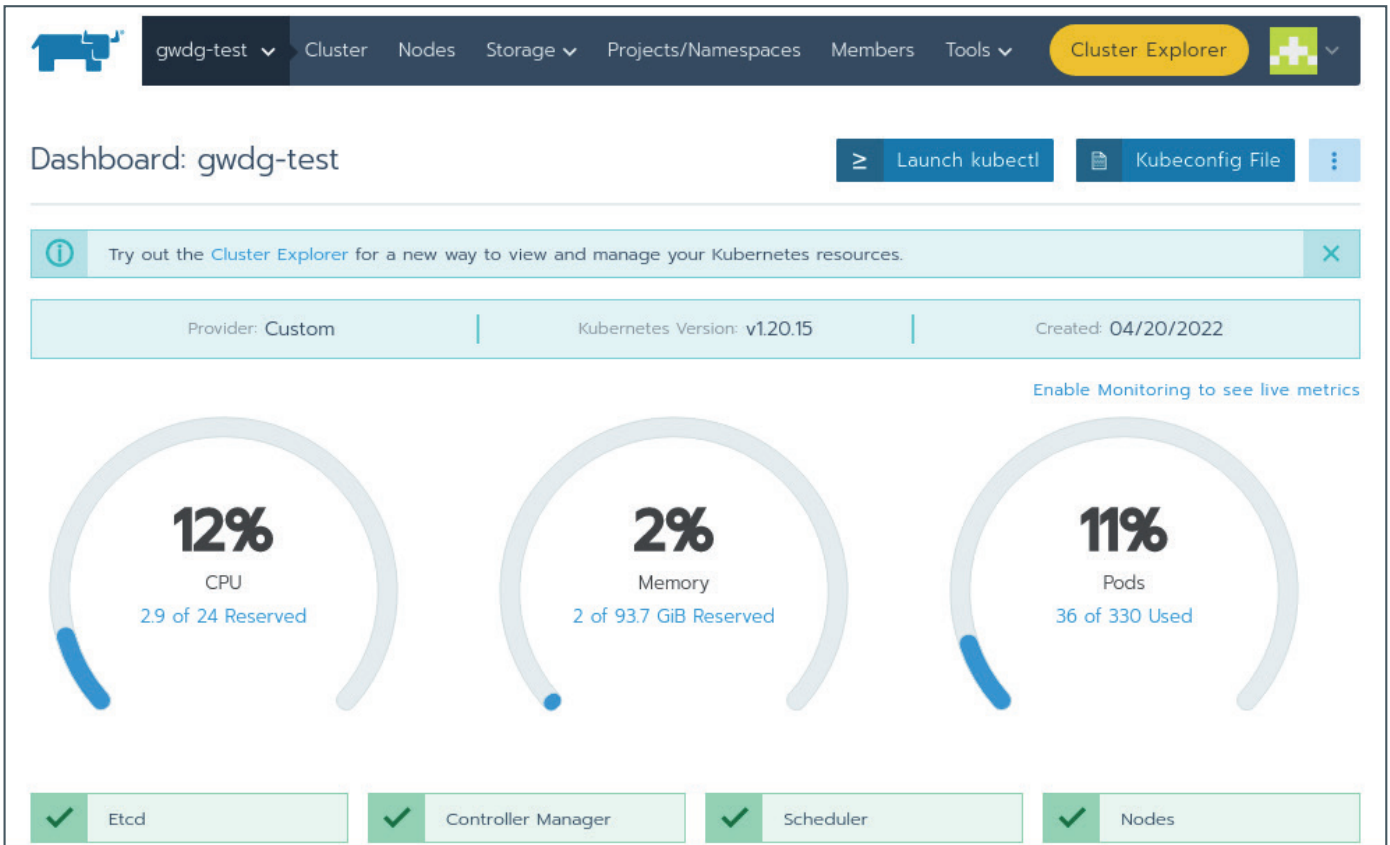 gwdg-test Cluster Nodes Storage Projects/Namespaces Members Tools Cluster Explorer
Dashboard: gwdg-test
Launch kubectl
Kubeconfig File
Try out the Cluster Explorer for a new way to view and manage your Kubernetes resources.
Provider: Custom
Kubernetes Version: v1.20.15
Created: 04/20/2022
Enable Monitoring to see live metrics
12%
CPU
2.9 of 24 Reserved
2%
Memory
2 of 93.7 GiB Reserved
11%
Pods
36 of 330 Used
Etcd
Controller Manager
Scheduler
Nodes